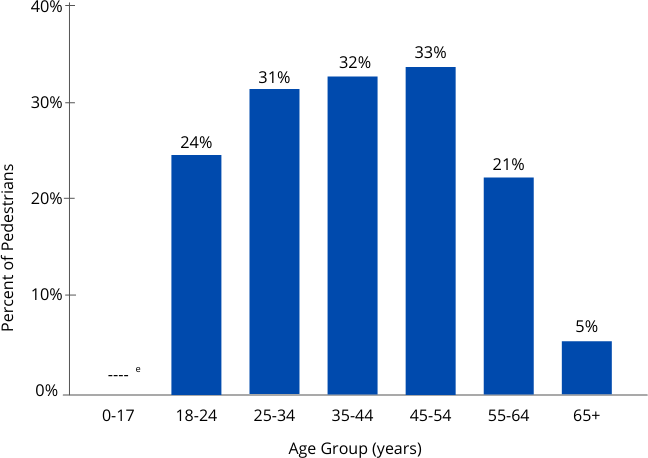 40%
30%
20%
10%
0%
Percent of Pedestrians
---- e
24%
31%
32%
33%
21%
5%
0-17 18-24 25-34 35-44 45-54 55-64 65+
Age Group (years)